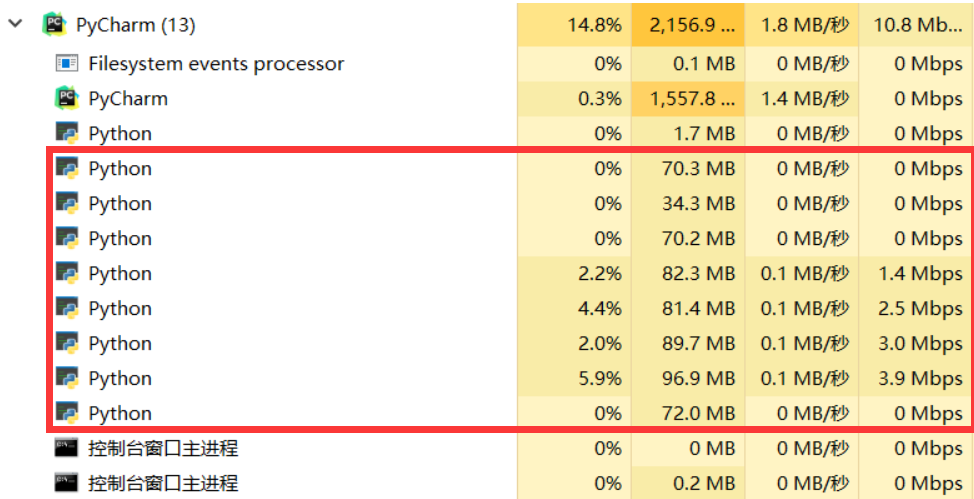 PyCharm (13) 14.8% 2,156.9 ... 1.8 MB/秒 10.8 Mb...
Filesystem events processor 0% 0.1 MB 0 MB/秒 0 Mbps
PyCharm 0.3% 1,557.8 ... 1.4 MB/秒 0 Mbps
Python 0% 1.7 MB 0 MB/秒 0 Mbps
Python 0% 70.3 MB 0 MB/秒 0 Mbps
Python 0% 34.3 MB 0 MB/秒 0 Mbps
Python 0% 70.2 MB 0 MB/秒 0 Mbps
Python 2.2% 82.3 MB 0.1 MB/秒 1.4 Mbps
Python 4.4% 81.4 MB 0.1 MB/秒 2.5 Mbps
Python 2.0% 89.7 MB 0.1 MB/秒 3.0 Mbps
Python 5.9% 96.9 MB 0.1 MB/秒 3.9 Mbps
Python 0% 72.0 MB 0 MB/秒 0 Mbps
控制台窗口主进程 0% 0 MB 0 MB/秒 0 Mbps
控制台窗口主进程 0% 0.2 MB 0 MB/秒 0 Mbps